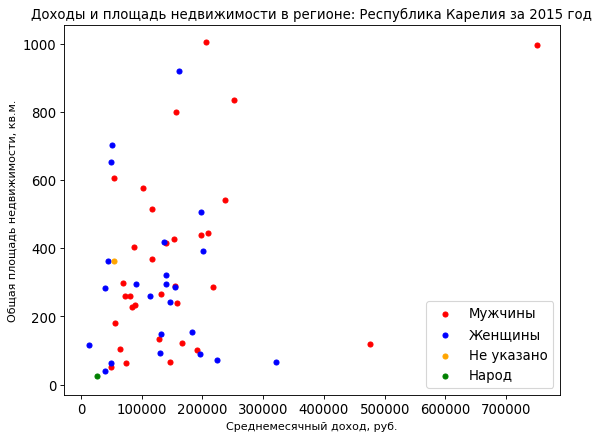 Доходы и площадь недвижимости в регионе: Республика Карелия за 2015 год
1000
800
600
400
200
0
Общая площадь недвижимости, кв.м.
Мужчины
Женщины
Не указано
Народ
0 100000 200000 300000 400000 500000 600000 700000
Среднемесячный доход, руб.